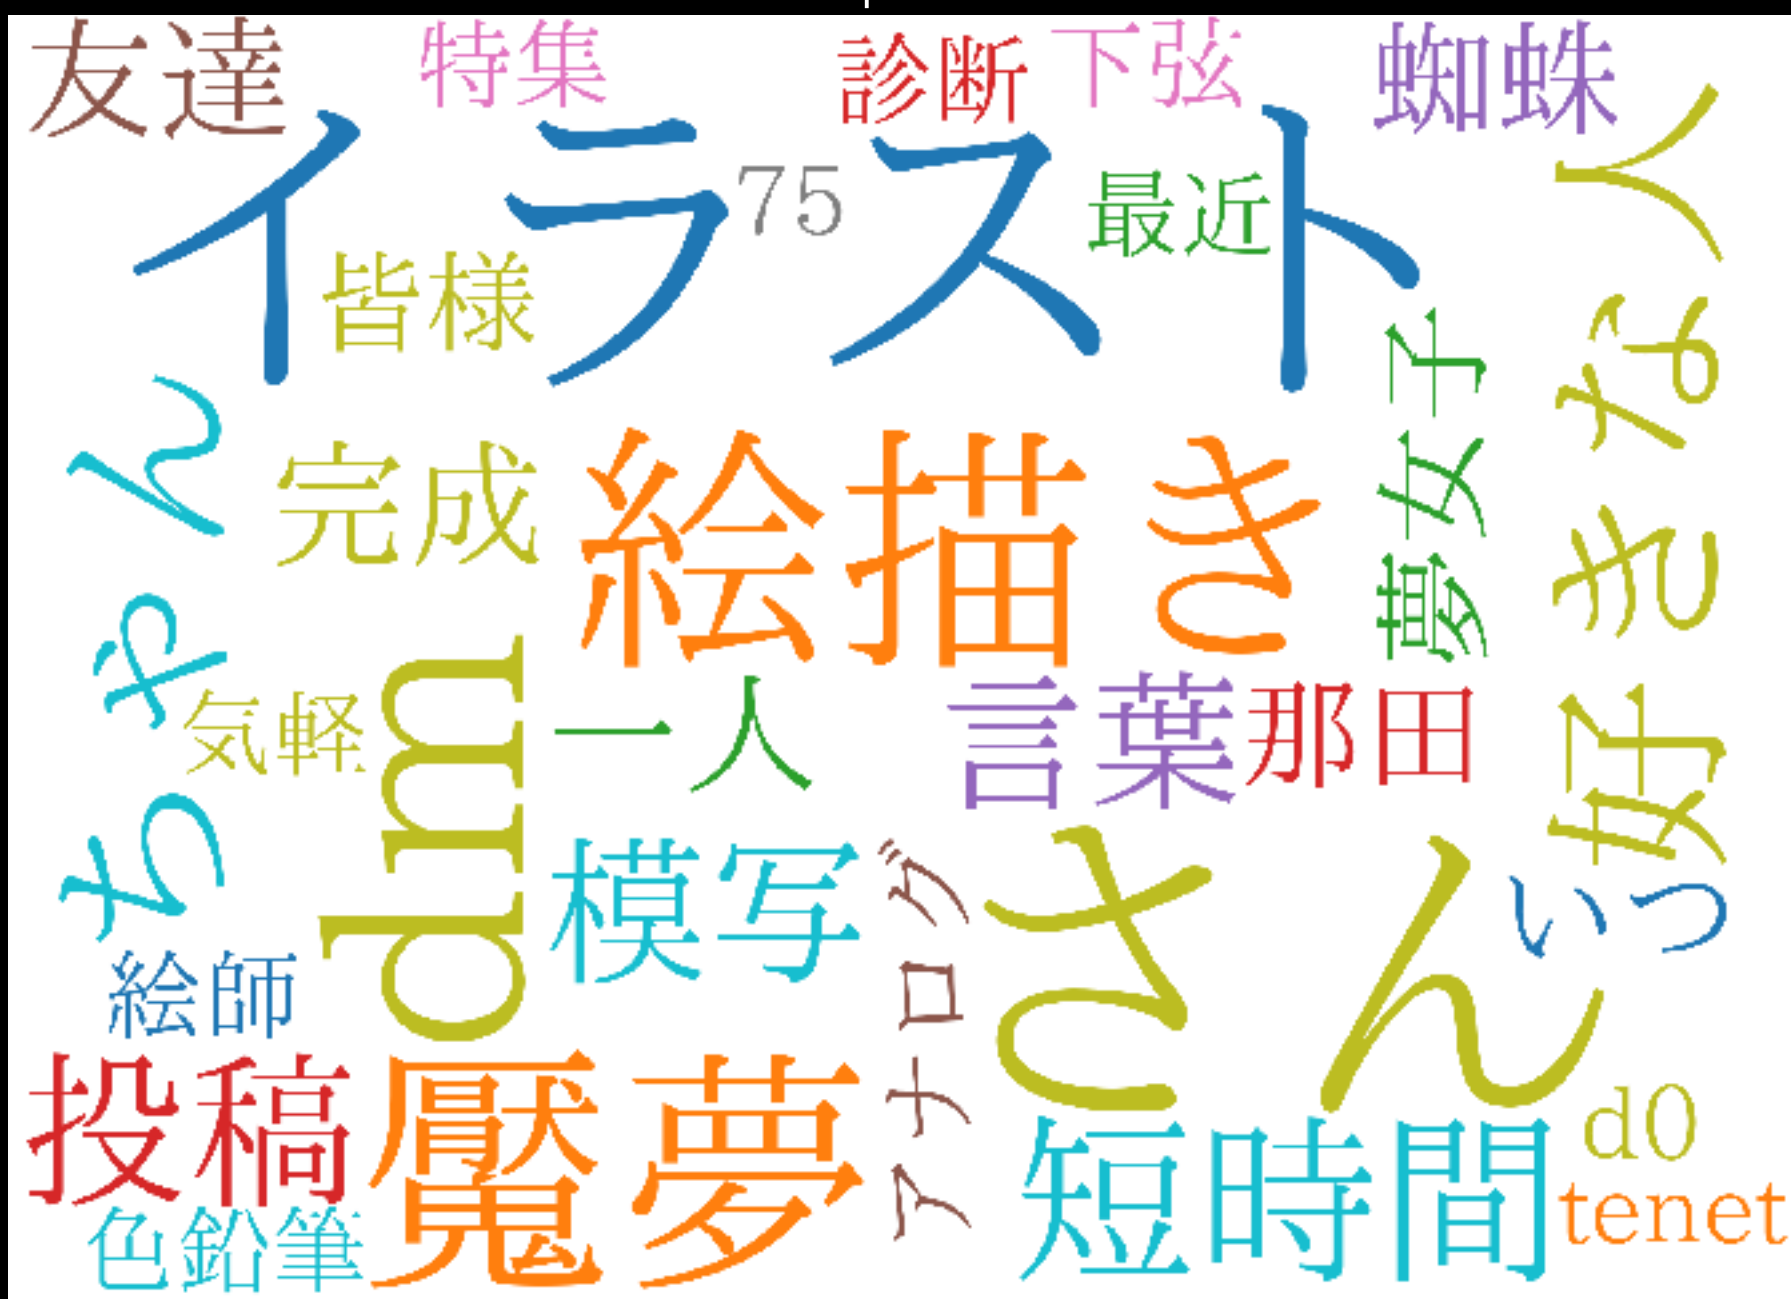 友達
特集
診断
下弦
蜘蛛
イラスト
75
最近
皆様
好きな人
夢女子
ちゃん
完成
絵描き
dm
気軽
一人
言葉
那田
模写
アナログ
さん
いつ
絵師
投稿
魘夢
短時間
d0
tenet
色鉛筆